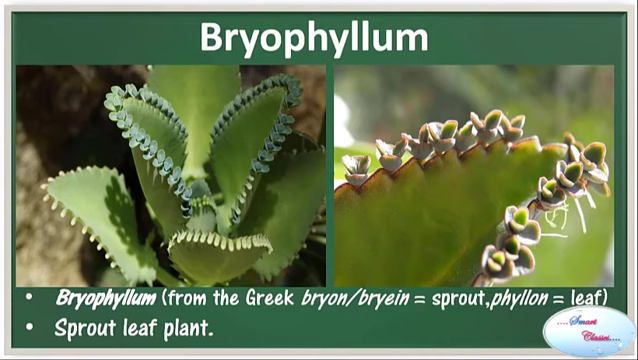 Bryophyllum
• Bryophyllum (from the Greek bryon/bryein = sprout,phyllon = leaf)
• Sprout leaf plant.
....Smart
Classes....